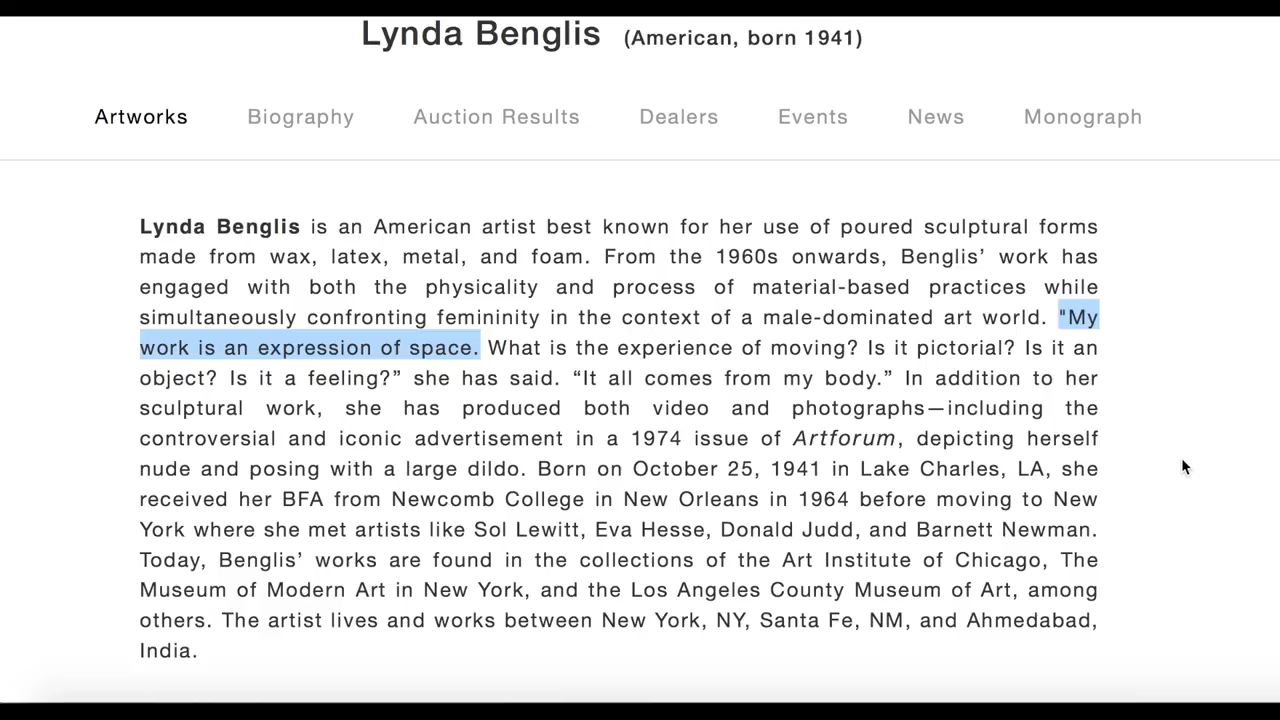 Lynda Benglis (American, born 1941)
Artworks Biography Auction Results Dealers Events News Monograph
Lynda Benglis is an American artist best known for her use of poured sculptural forms
made from wax, latex, metal, and foam. From the 1960s onwards, Benglis’ work has
engaged with both the physicality and process of material-based practices while
simultaneously confronting femininity in the context of a male-dominated art world. "My
work is an expression of space. What is the experience of moving? Is it pictorial? Is it an
object? Is it a feeling?” she has said. “It all comes from my body.” In addition to her
sculptural work, she has produced both video and photographs—including the
controversial and iconic advertisement in a 1974 issue of Artforum, depicting herself
nude and posing with a large dildo. Born on October 25, 1941 in Lake Charles, LA, she
received her BFA from Newcomb College in New Orleans in 1964 before moving to New
York where she met artists like Sol Lewitt, Eva Hesse, Donald Judd, and Barnett Newman.
Today, Benglis’ works are found in the collections of the Art Institute of Chicago, The
Museum of Modern Art in New York, and the Los Angeles County Museum of Art, among
others. The artist lives and works between New York, NY, Santa Fe, NM, and Ahmedabad,
India.